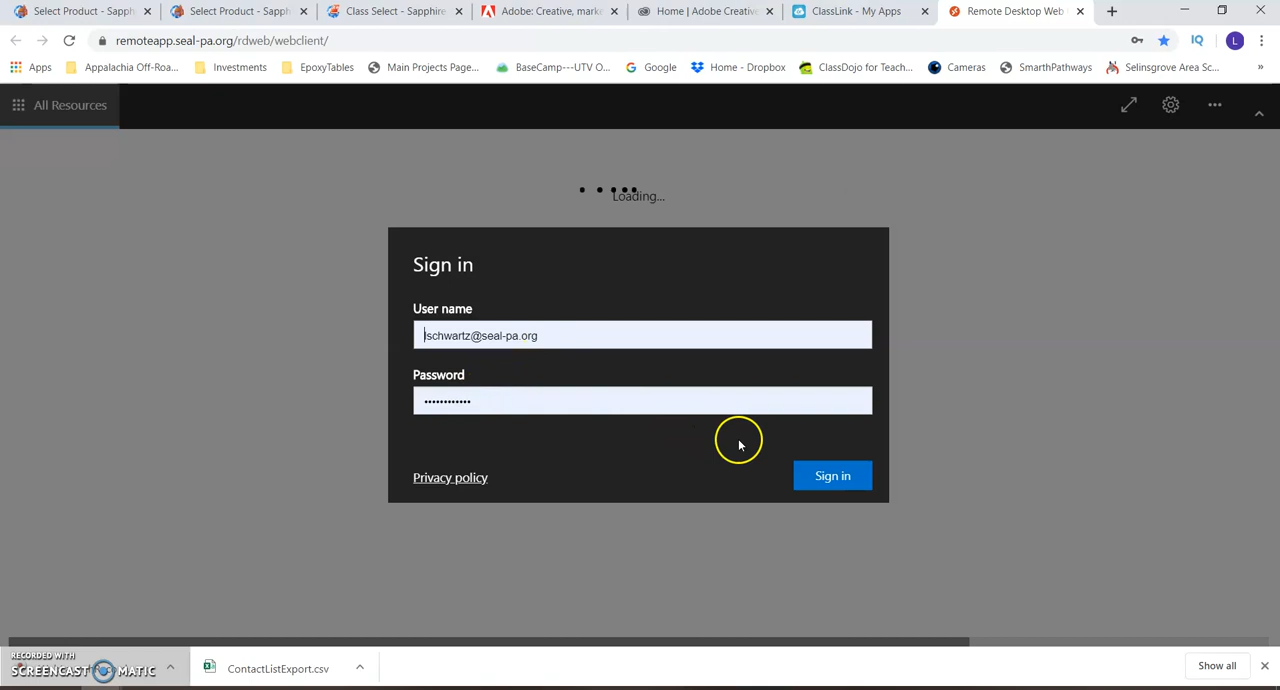 Select Product - Sapph
Select Product - Sapph
Class Select - Sapphire
Adobe: Creative, marke
Home | Adobe Creative
ClassLink - My Apps
Remote Desktop Web
remoteapp.seal-pa.org/rdweb/webclient/
IQ
L
Apps
Appalachia Off-Roa...
Investments
EpoxyTables
Main Projects Page...
BaseCamp---UTV O...
Google
Home - Dropbox
ClassDojo for Teach...
Cameras
SmarthPathways
Selinsgrove Area Sc...
»
All Resources
Loading...
Sign in
User name
lschwartz@seal-pa.org
Password
••••••••••••
Privacy policy
Sign in
RECORDED WITH
SCREENCAST MATIC
ContactListExport.csv
Show all